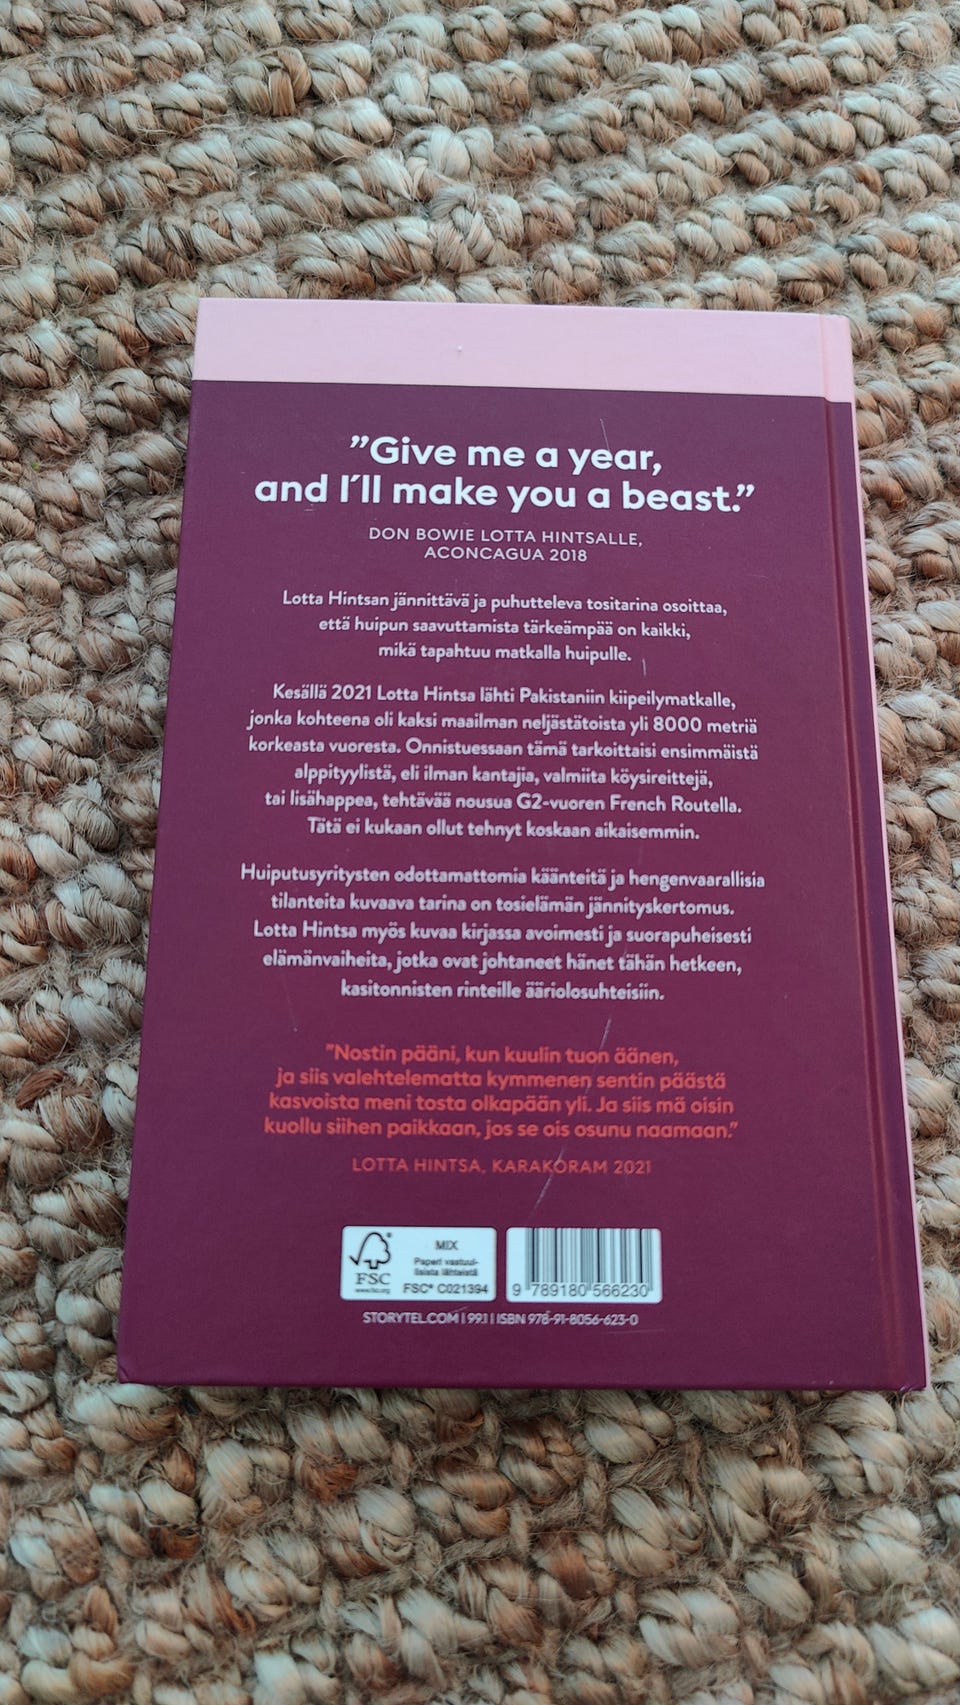 ”Give me a year,
and I´ll make you a beast.”
DON BOWIE LOTTA HINTSALLE,
ACONCAGUA 2018
Lotta Hintsan jännittävä ja puhutteleva tositarina osoittaa,
että huipun saavuttamista tärkeämpää on kaikki,
mikä tapahtuu matkalla huipulle.
Kesällä 2021 Lotta Hintsa lähti Pakistaniin kiipeilymatkalle,
jonka kohteena oli kaksi maailman neljästätoista yli 8000 metriä
korkeasta vuoresta. Onnistuessaan tämä tarkoittaisi ensimmäistä
alppityylistä, eli ilman kantajia, valmiita köysireittejä,
tai lisähappea, tehtävää nousua G2-vuoren French Routella.
Tätä ei kukaan ollut tehnyt koskaan aikaisemmin.
Huiputusyritysten odottamattomia käänteitä ja hengenvaarallisia
tilanteita kuvaava tarina on tosielämän jännityskertomus.
Lotta Hintsa myös kuvaa kirjassa avoimesti ja suorapuheisesti
elämänvaiheita, jotka ovat johtaneet hänet tähän hetkeen,
kasitonnisten rinteille ääriolosuhteisiin.
”Nostin pääni, kun kuulin tuon äänen,
ja siis valehtelematta kymmenen sentin päästä
kasvoista meni tosta olkapään yli. Ja siis mä oisin
kuollu siihen paikkaan, jos se ois osunu naamaan.”
LOTTA HINTSA, KARAKORAM 2021
FSC
www.fsc.org
MIX
Paperi vastuul-
lisista lähteistä
FSC® C021394
9 789180 566230
STORYTEL.COM | 99.1 | ISBN 978-91-8056-623-0